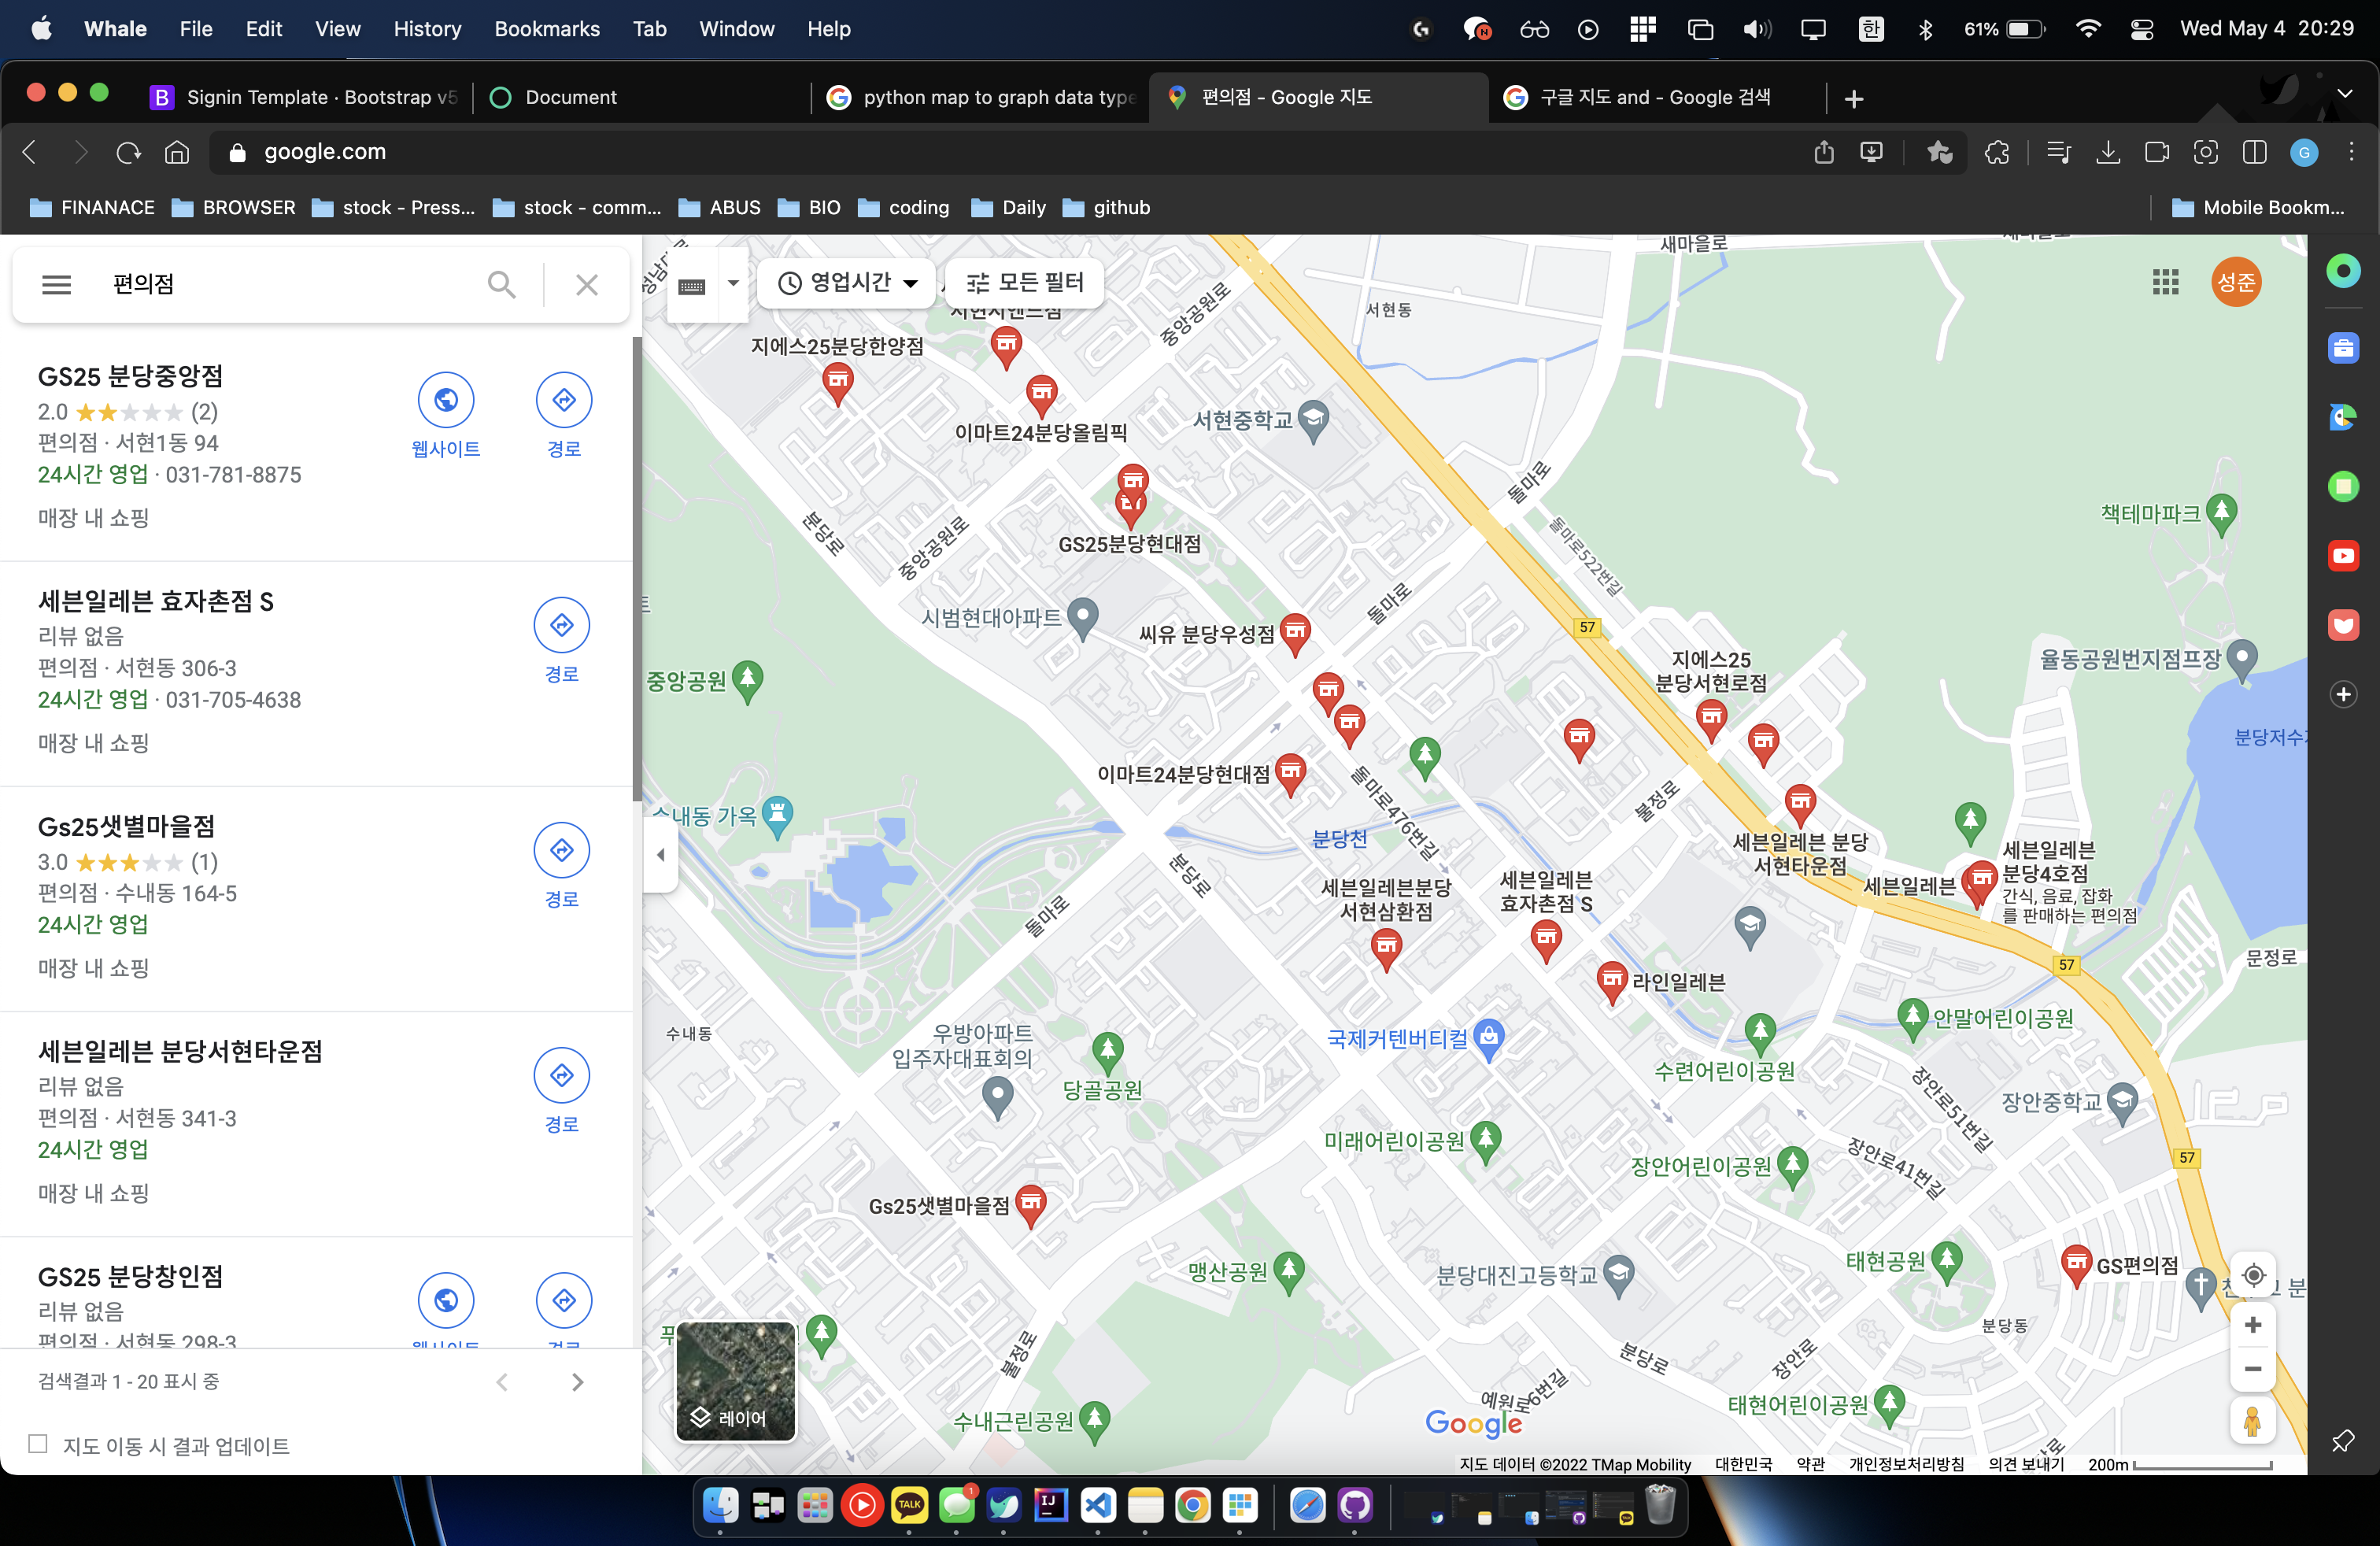 Whale File Edit View History Bookmarks Tab Window Help
61% Wed May 4 20:29
Signin Template · Bootstrap v5
Document
python map to graph data type
편의점 - Google 지도
구글 지도 and - Google 검색
google.com
FINANACE
BROWSER
stock - Press...
stock - comm...
ABUS
BIO
coding
Daily
github
Mobile Bookm...
편의점
영업시간
모든 필터
성준
GS25 분당중앙점
2.0 (2)
편의점 · 서현1동 94
24시간 영업 · 031-781-8875
매장 내 쇼핑
웹사이트
경로
세븐일레븐 효자촌점 S
리뷰 없음
편의점 · 서현동 306-3
24시간 영업 · 031-705-4638
매장 내 쇼핑
경로
Gs25샛별마을점
3.0 (1)
편의점 · 수내동 164-5
24시간 영업
매장 내 쇼핑
경로
세븐일레븐 분당서현타운점
리뷰 없음
편의점 · 서현동 341-3
24시간 영업
매장 내 쇼핑
경로
GS25 분당창인점
리뷰 없음
편의점 · 서현동 298-3
웹사이트
경로
검색결과 1 - 20 표시 중
지도 이동 시 결과 업데이트
새마을로
서현동
중앙공원로
지에스25분당한양점
이마트24분당올림픽
서현중학교
돌마로
돌마로522번길
책테마파크
분당로
중앙공원로
GS25분당현대점
시범현대아파트
돌마로
씨유 분당우성점
57
지에스25
분당서현로점
율동공원번지점프장
중앙공원
분당저수지
이마트24분당현대점
돌마로476번길
불정로
수내동 가옥
분당천
분당로
세븐일레븐 분당
서현타운점
세븐일레븐
세븐일레븐
분당4호점
간식, 음료, 잡화
를 판매하는 편의점
세븐일레븐분당
서현삼환점
세븐일레븐
효자촌점 S
돌마로
57
문정로
라인일레븐
수내동
우방아파트
입주자대표회의
국제커텐버티컬
안말어린이공원
당골공원
수련어린이공원
장안로51번길
장안중학교
미래어린이공원
장안어린이공원
장안로41번길
57
Gs25샛별마을점
맹산공원
분당대진고등학교
태현공원
GS편의점
분당동
불정로
분당로
장안로
예원로6번길
태현어린이공원
수내근린공원
레이어
Google
지도 데이터 ©2022 TMap Mobility 대한민국 약관 개인정보처리방침 의견 보내기 200m
TALK
1
IJ